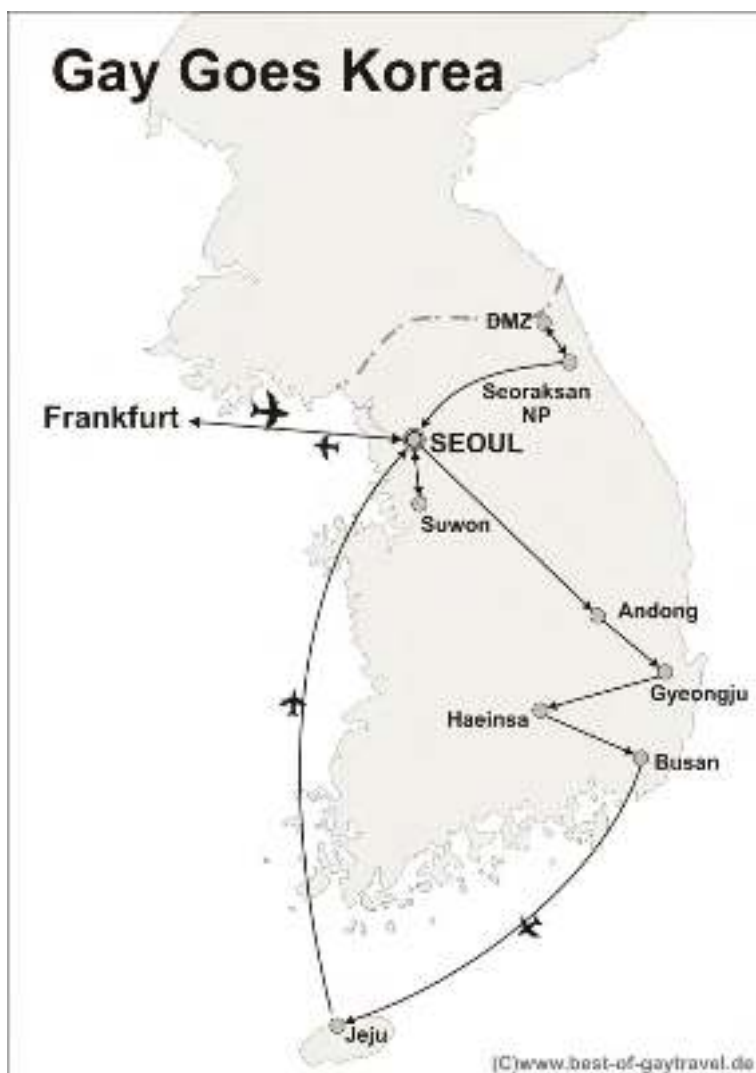 Gay Goes Korea
DMZ
Seoraksan
NP
Frankfurt
SEOUL
Suwon
Andong
Gyeongju
Haeinsa
Busan
Jeju
(C)www.best-of-gaytravel.de